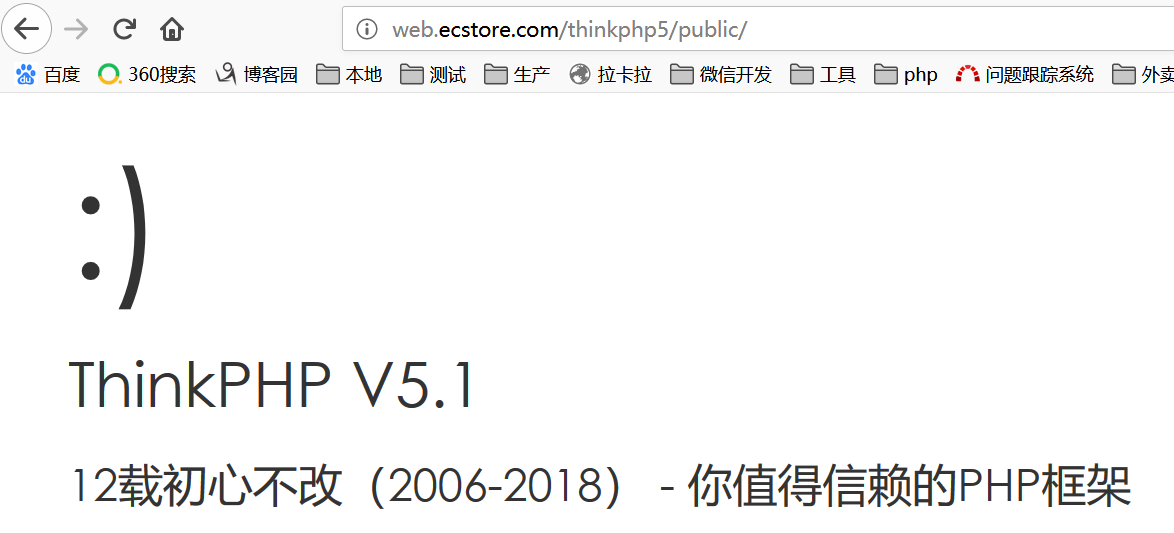 web.ecstore.com/thinkphp5/public/
百度 360搜索 博客园 本地 测试 生产 拉卡拉 微信开发 工具 php 问题跟踪系统 外卖
:)
ThinkPHP V5.1
12载初心不改（2006-2018） - 你值得信赖的PHP框架